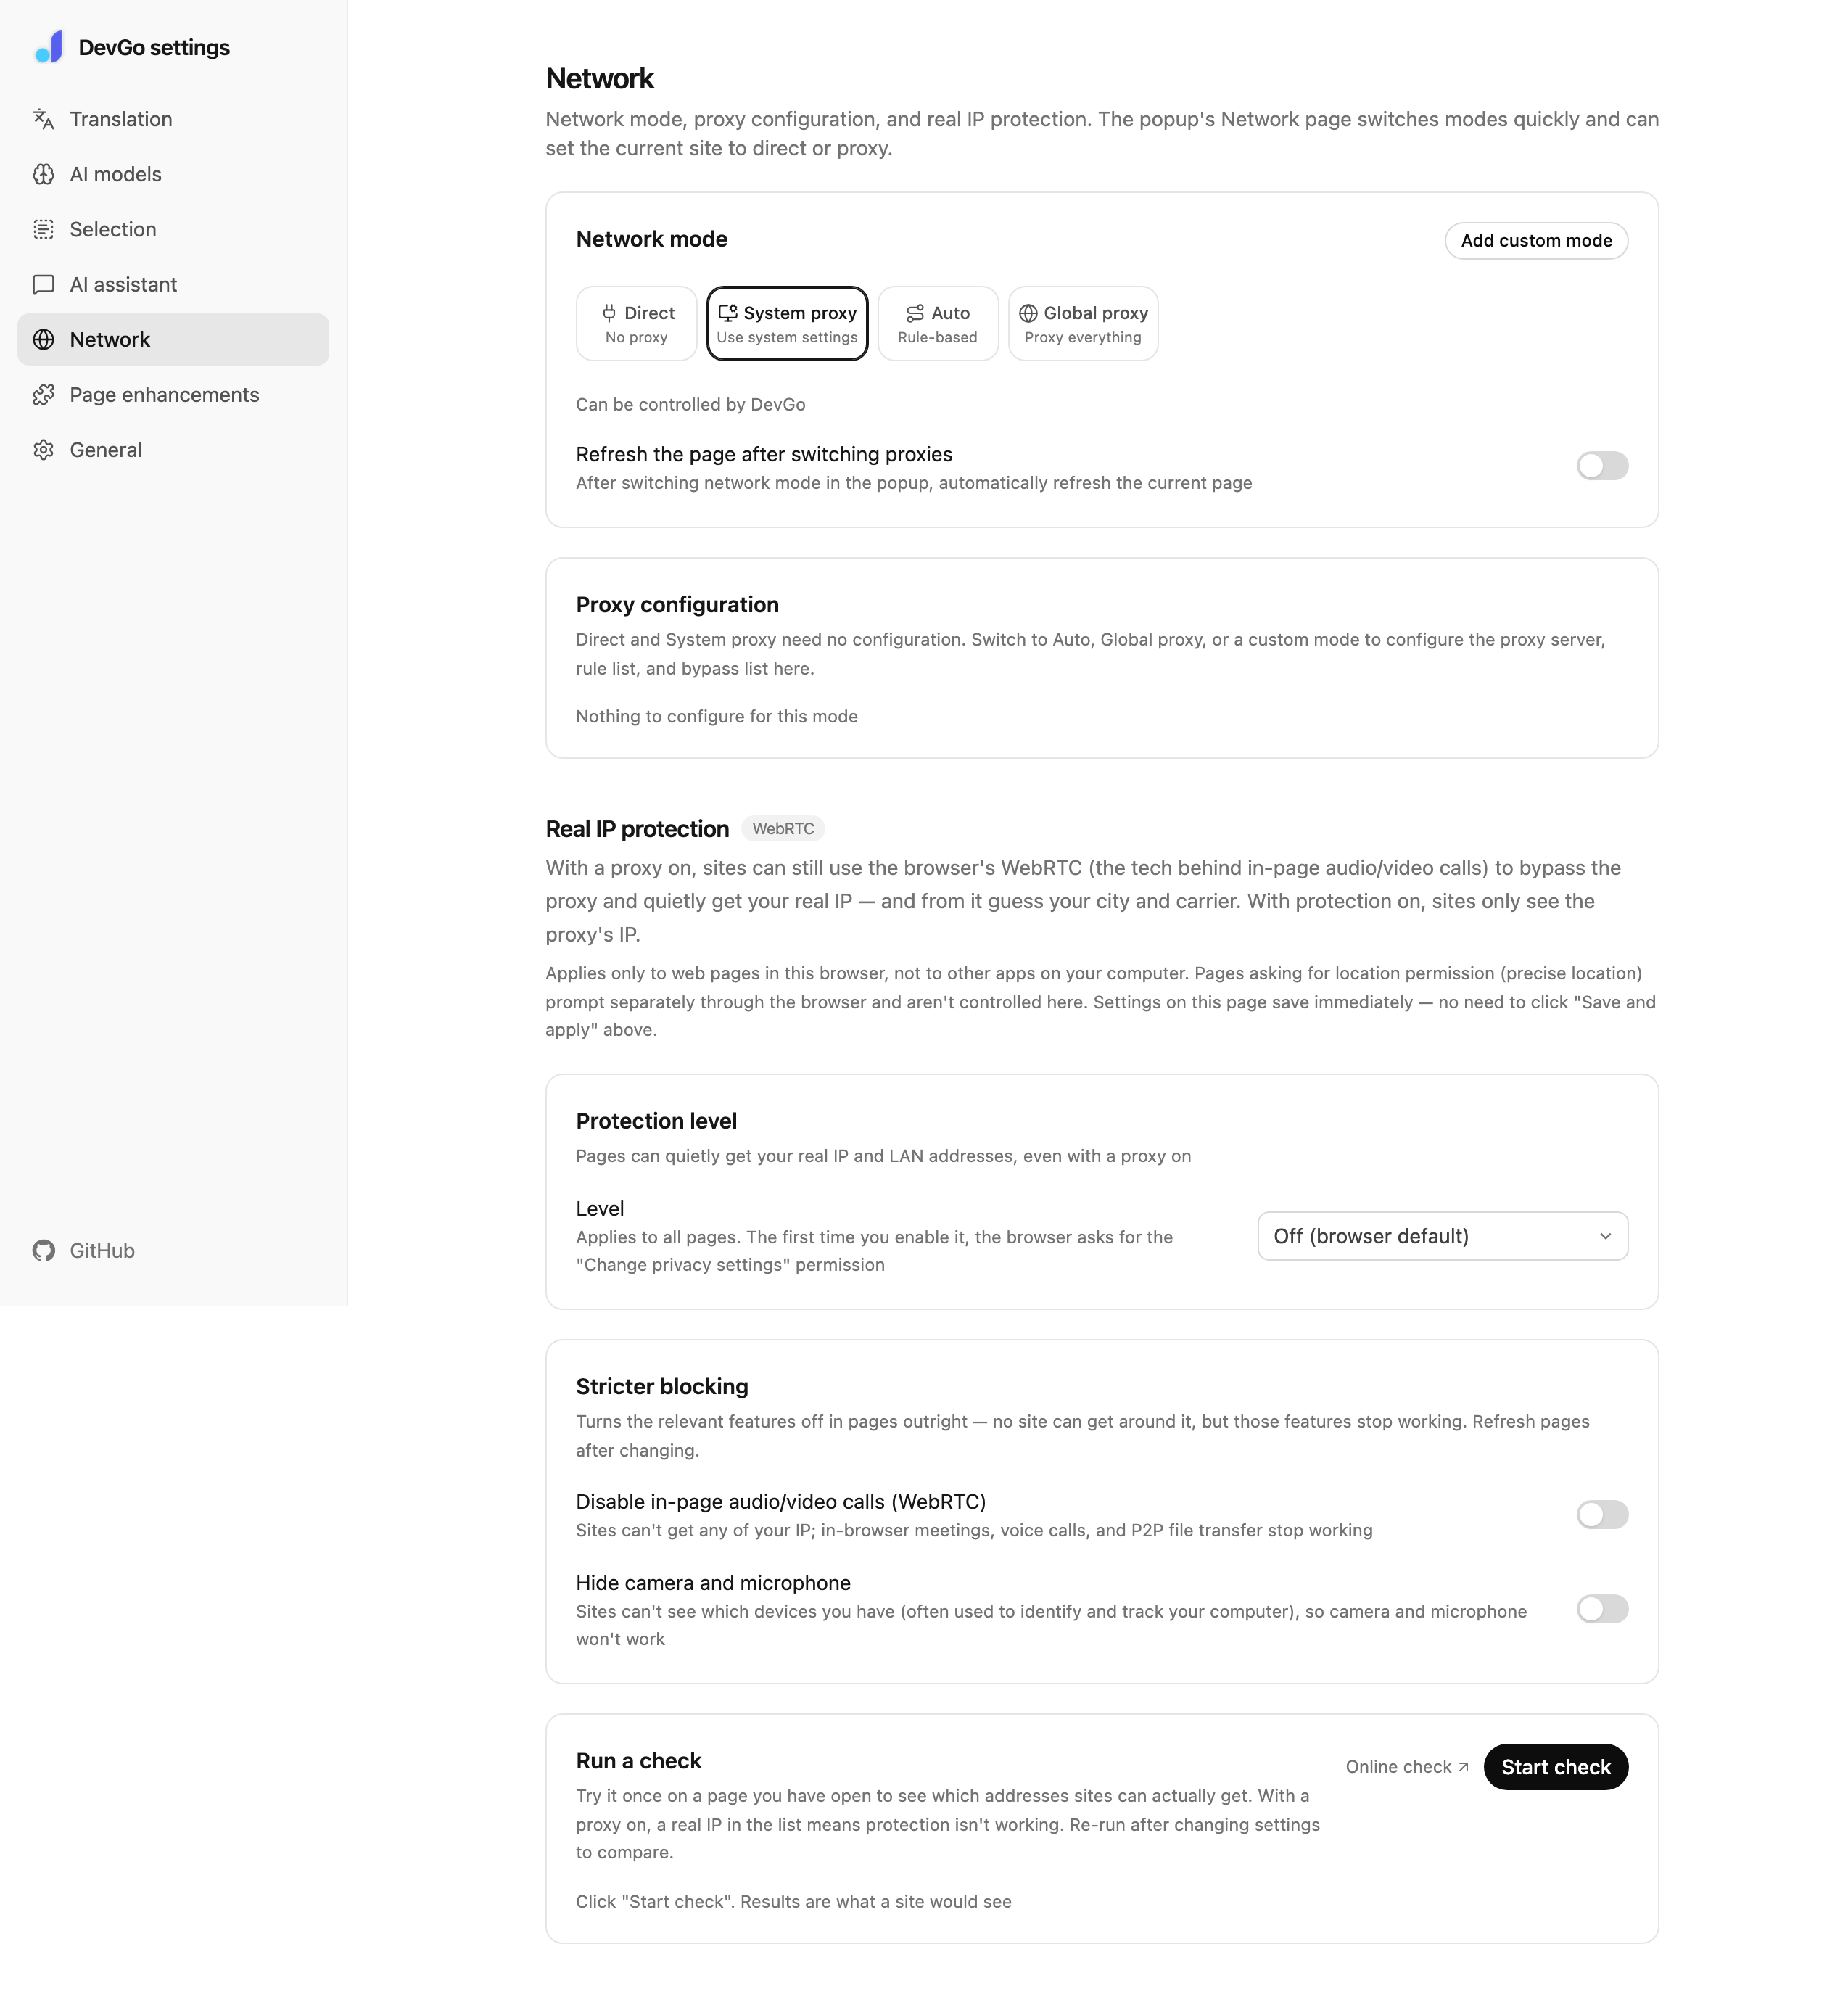 DevGo settings
Translation
AI models
Selection
AI assistant
Network
Page enhancements
General
GitHub
Network
Network mode, proxy configuration, and real IP protection. The popup's Network page switches modes quickly and can
set the current site to direct or proxy.
Network mode
Add custom mode
Direct
No proxy
System proxy
Use system settings
Auto
Rule-based
Global proxy
Proxy everything
Can be controlled by DevGo
Refresh the page after switching proxies
After switching network mode in the popup, automatically refresh the current page
Proxy configuration
Direct and System proxy need no configuration. Switch to Auto, Global proxy, or a custom mode to configure the proxy server,
rule list, and bypass list here.
Nothing to configure for this mode
Real IP protection
WebRTC
With a proxy on, sites can still use the browser's WebRTC (the tech behind in-page audio/video calls) to bypass the
proxy and quietly get your real IP — and from it guess your city and carrier. With protection on, sites only see the
proxy's IP.
Applies only to web pages in this browser, not to other apps on your computer. Pages asking for location permission (precise location)
prompt separately through the browser and aren't controlled here. Settings on this page save immediately — no need to click "Save and
apply" above.
Protection level
Pages can quietly get your real IP and LAN addresses, even with a proxy on
Level
Applies to all pages. The first time you enable it, the browser asks for the
"Change privacy settings" permission
Off (browser default)
Stricter blocking
Turns the relevant features off in pages outright — no site can get around it, but those features stop working. Refresh pages
after changing.
Disable in-page audio/video calls (WebRTC)
Sites can't get any of your IP; in-browser meetings, voice calls, and P2P file transfer stop working
Hide camera and microphone
Sites can't see which devices you have (often used to identify and track your computer), so camera and microphone
won't work
Run a check
Online check
Start check
Try it once on a page you have open to see which addresses sites can actually get. With a
proxy on, a real IP in the list means protection isn't working. Re-run after changing settings
to compare.
Click "Start check". Results are what a site would see